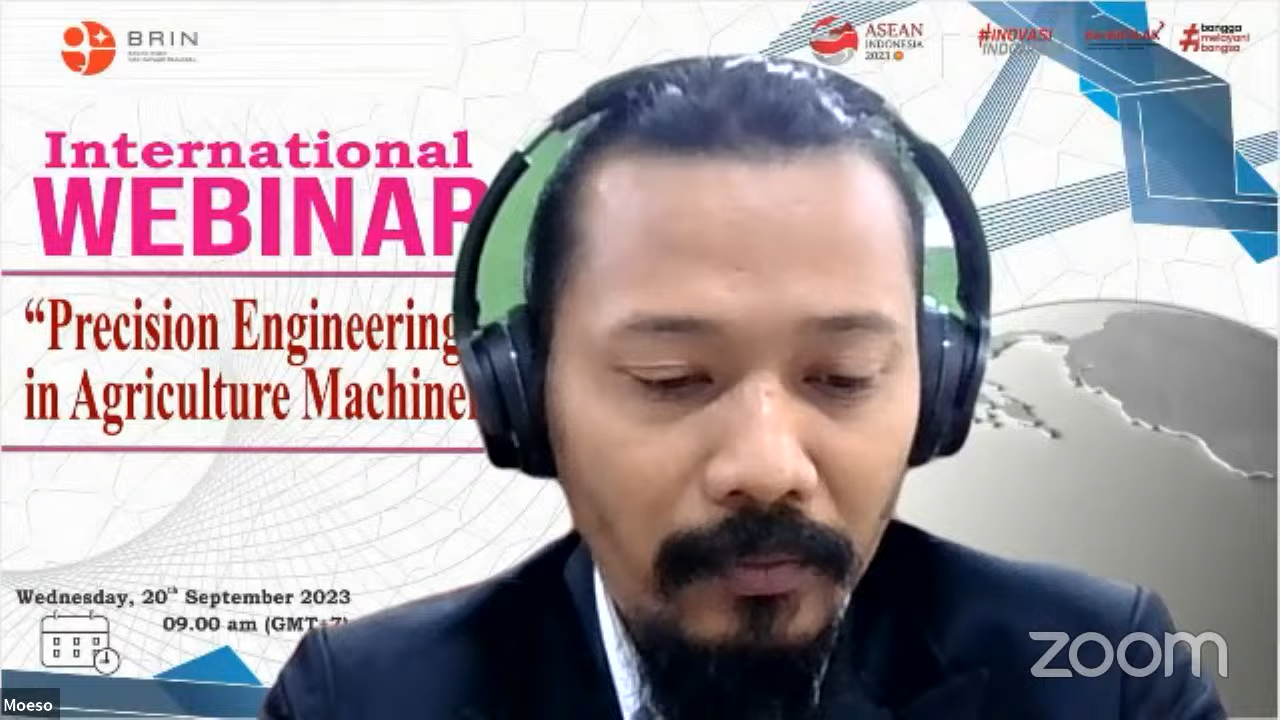 BRIN
ASEAN
INDONESIA
2023
#INOVASI
INDO
#bangga
melayani
bangsa
International
WEBINAR
“Precision Engineering
in Agriculture Machine
Wednesday, 20th September 2023
09.00 am (GMT+7)
zoom
Moeso